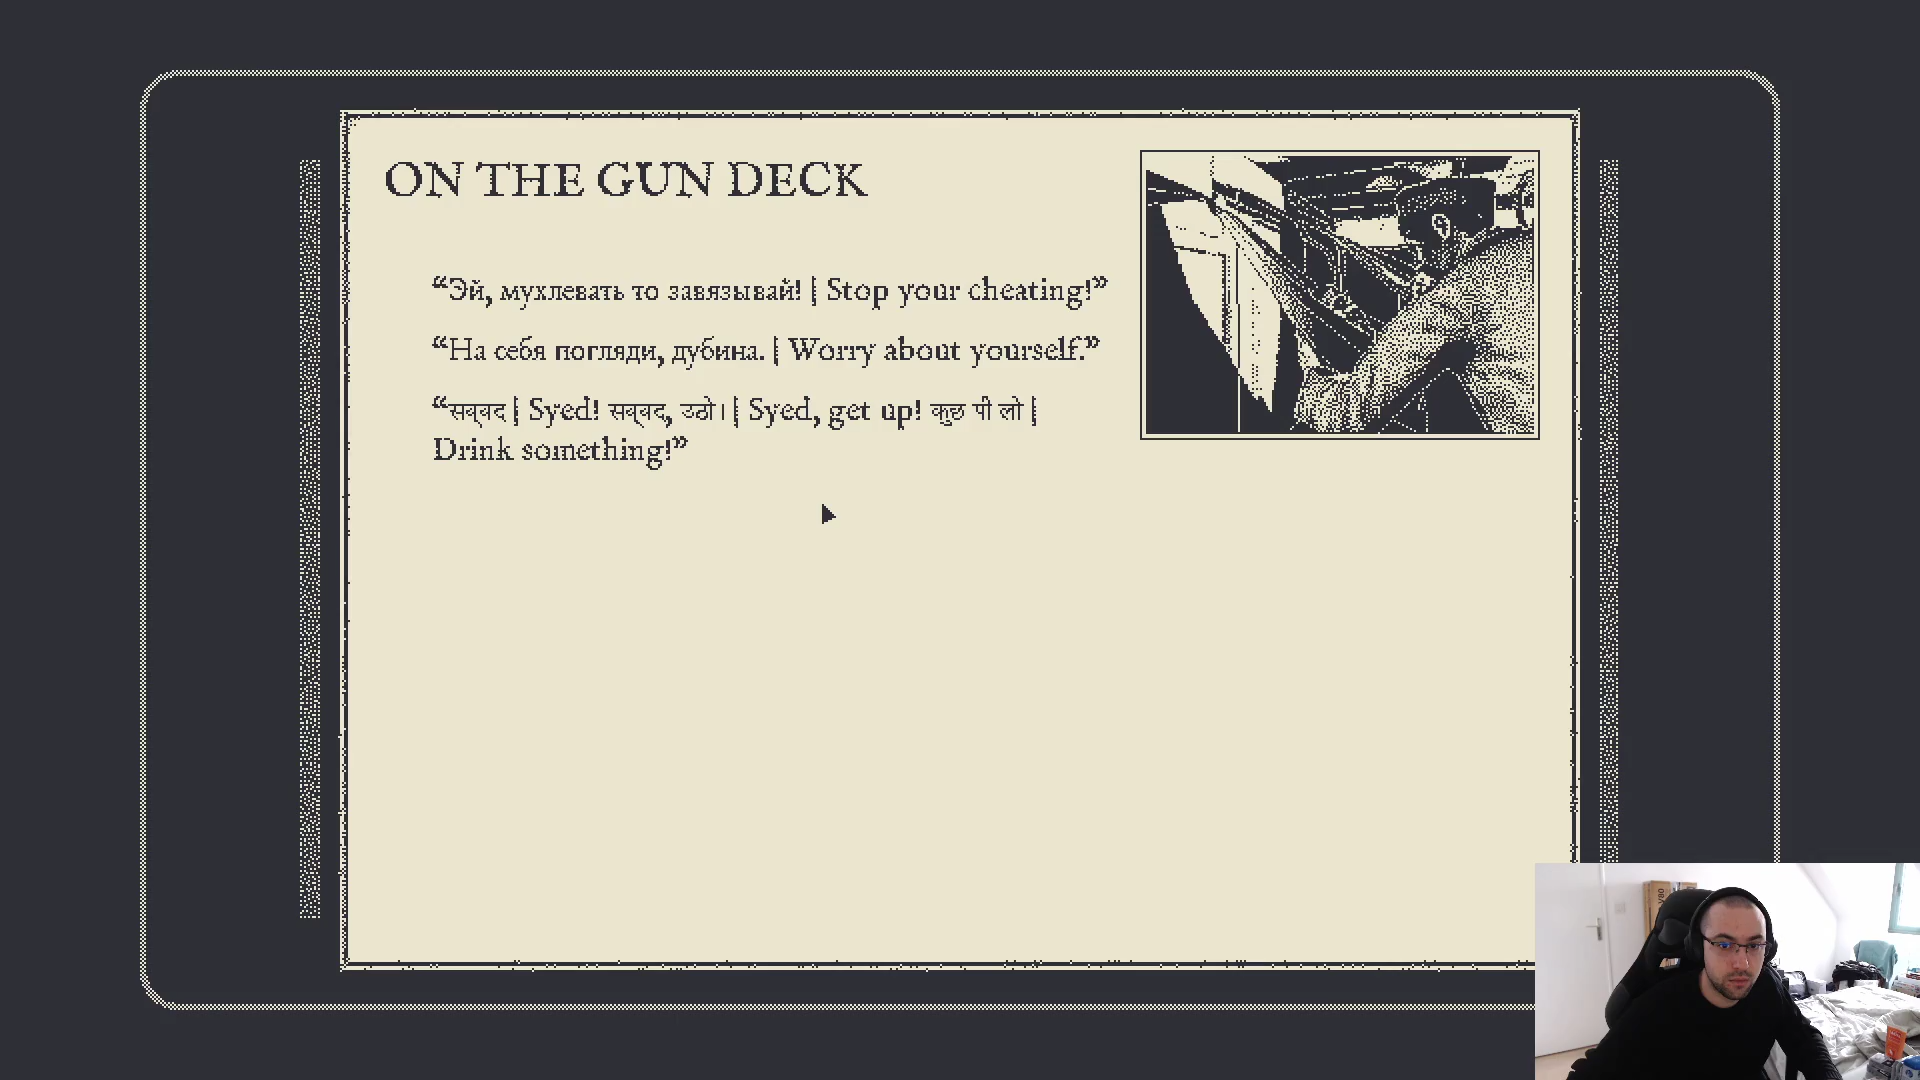 ON THE GUN DECK
“Эй, мухлевать то завязывай! | Stop your cheating!”
“На себя погляди, дубина. | Worry about yourself.”
“सय्यद | Syed! सय्यद, उठो। | Syed, get up! कुछ पी लो |
Drink something!”